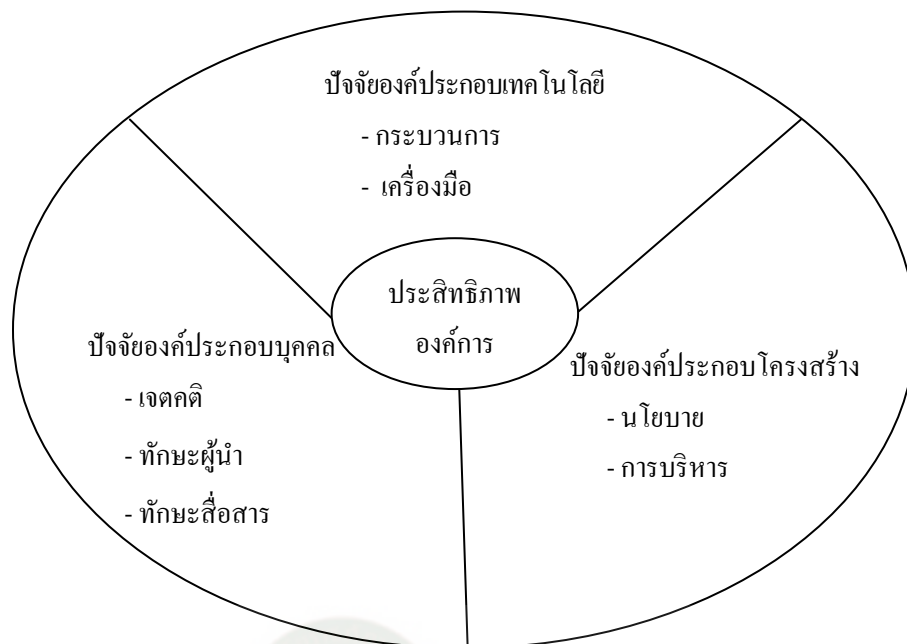 ปัจจัยองค์ประกอบเทคโนโลยี
- กระบวนการ
- เครื่องมือ
ประสิทธิภาพ
องค์การ
ปัจจัยองค์ประกอบบุคคล
- เจตคติ
- ทักษะผู้นำ
- ทักษะสื่อสาร
ปัจจัยองค์ประกอบโครงสร้าง
- นโยบาย
- การบริหาร